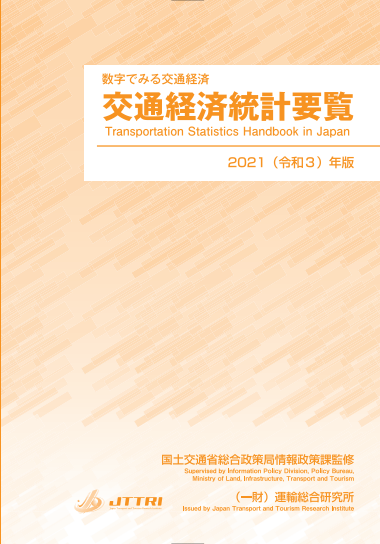 数字でみる交通経済
交通経済統計要覧
Transportation Statistics Handbook in Japan
2021（令和３）年版
国土交通省総合政策局情報政策課監修
Supervised by Information Policy Division, Policy Bureau,
Ministry of Land, Infrastructure, Transport and Tourism
JTTRI
（一財）運輸総合研究所
Issued by Japan Transport and Tourism Research Institute